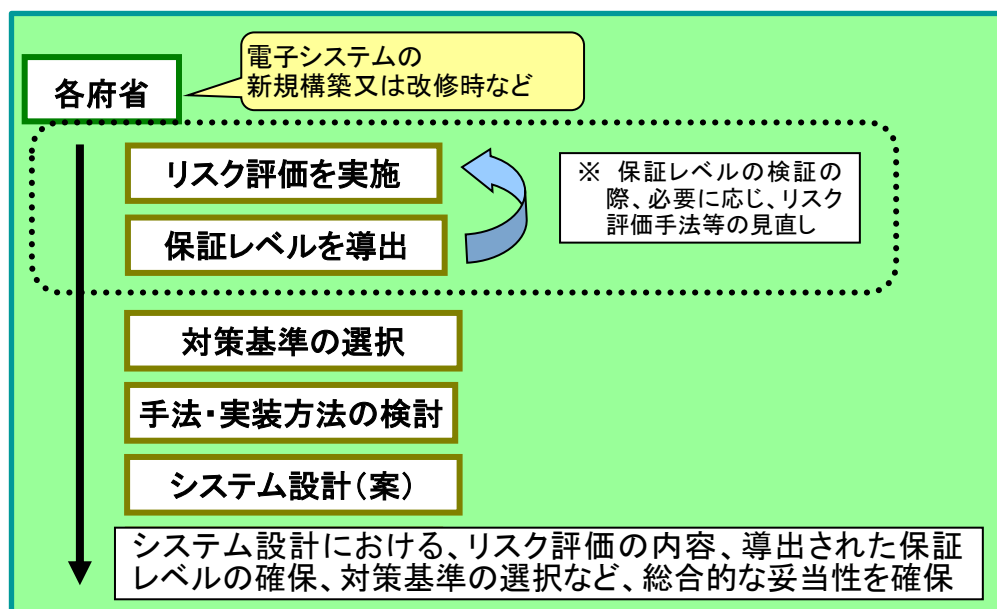 電子システムの
新規構築又は改修時など
各府省
リスク評価を実施
※ 保証レベルの検証の
際、必要に応じ、リスク
評価手法等の見直し
保証レベルを導出
対策基準の選択
手法・実装方法の検討
システム設計（案）
システム設計における、リスク評価の内容、導出された保証
レベルの確保、対策基準の選択など、総合的な妥当性を確保